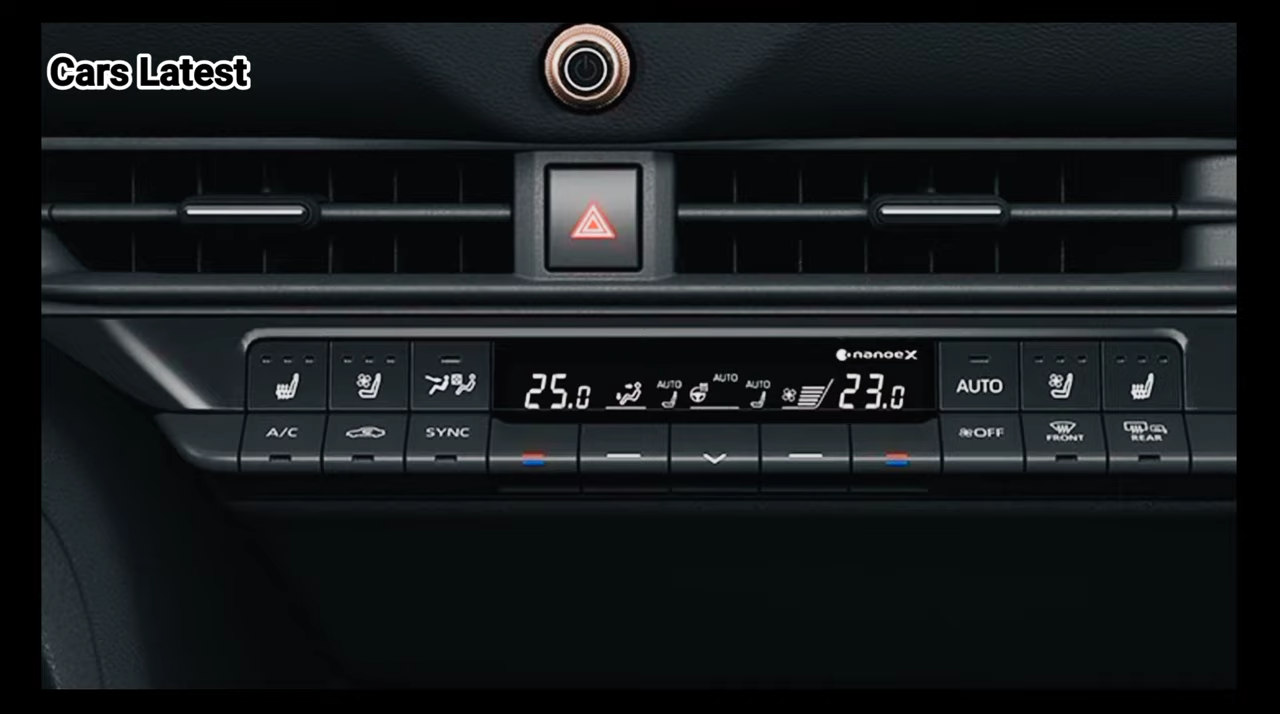 Cars Latest
nanoeX
25.0 AUTO AUTO AUTO 23.0
AUTO
A/C SYNC OFF FRONT REAR